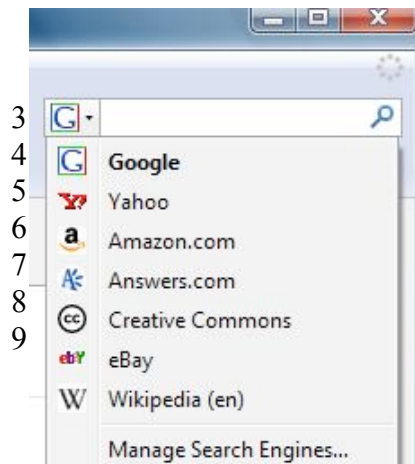 3
4 Google
5 Yahoo
6 Amazon.com
7 Answers.com
8 Creative Commons
9 eBay
Wikipedia (en)
Manage Search Engines...